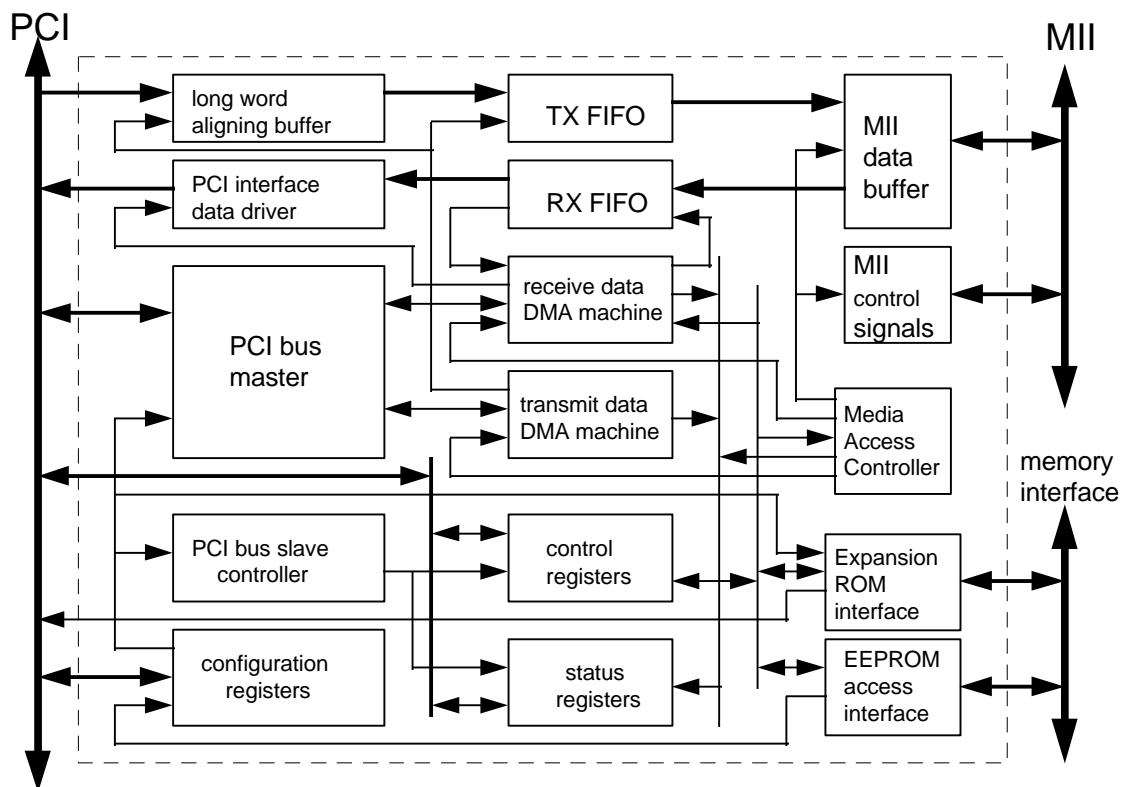 PCI
MII
long word
aligning buffer
TX FIFO
MII
data
buffer
PCI interface
data driver
RX FIFO
MII
control
signals
receive data
DMA machine
PCI bus
master
transmit data
DMA machine
Media
Access
Controller
memory
interface
PCI bus slave
controller
control
registers
Expansion
ROM
interface
configuration
registers
status
registers
EEPROM
access
interface